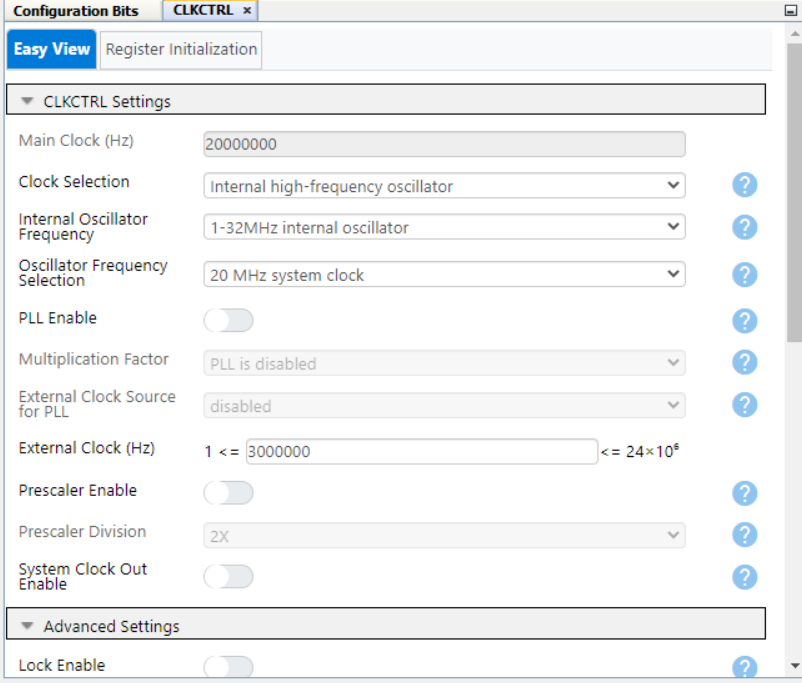 Configuration Bits CLKCTRL ×
Easy View Register Initialization
CLKCTRL Settings
Main Clock (Hz) 20000000
Clock Selection Internal high-frequency oscillator ?
Internal Oscillator
Frequency 1-32MHz internal oscillator ?
Oscillator Frequency
Selection 20 MHz system clock ?
PLL Enable ?
Multiplication Factor PLL is disabled ?
External Clock Source
for PLL disabled ?
External Clock (Hz) 1 <= 3000000 <= 24×10⁶
Prescaler Enable ?
Prescaler Division 2X ?
System Clock Out
Enable ?
Advanced Settings
Lock Enable ?